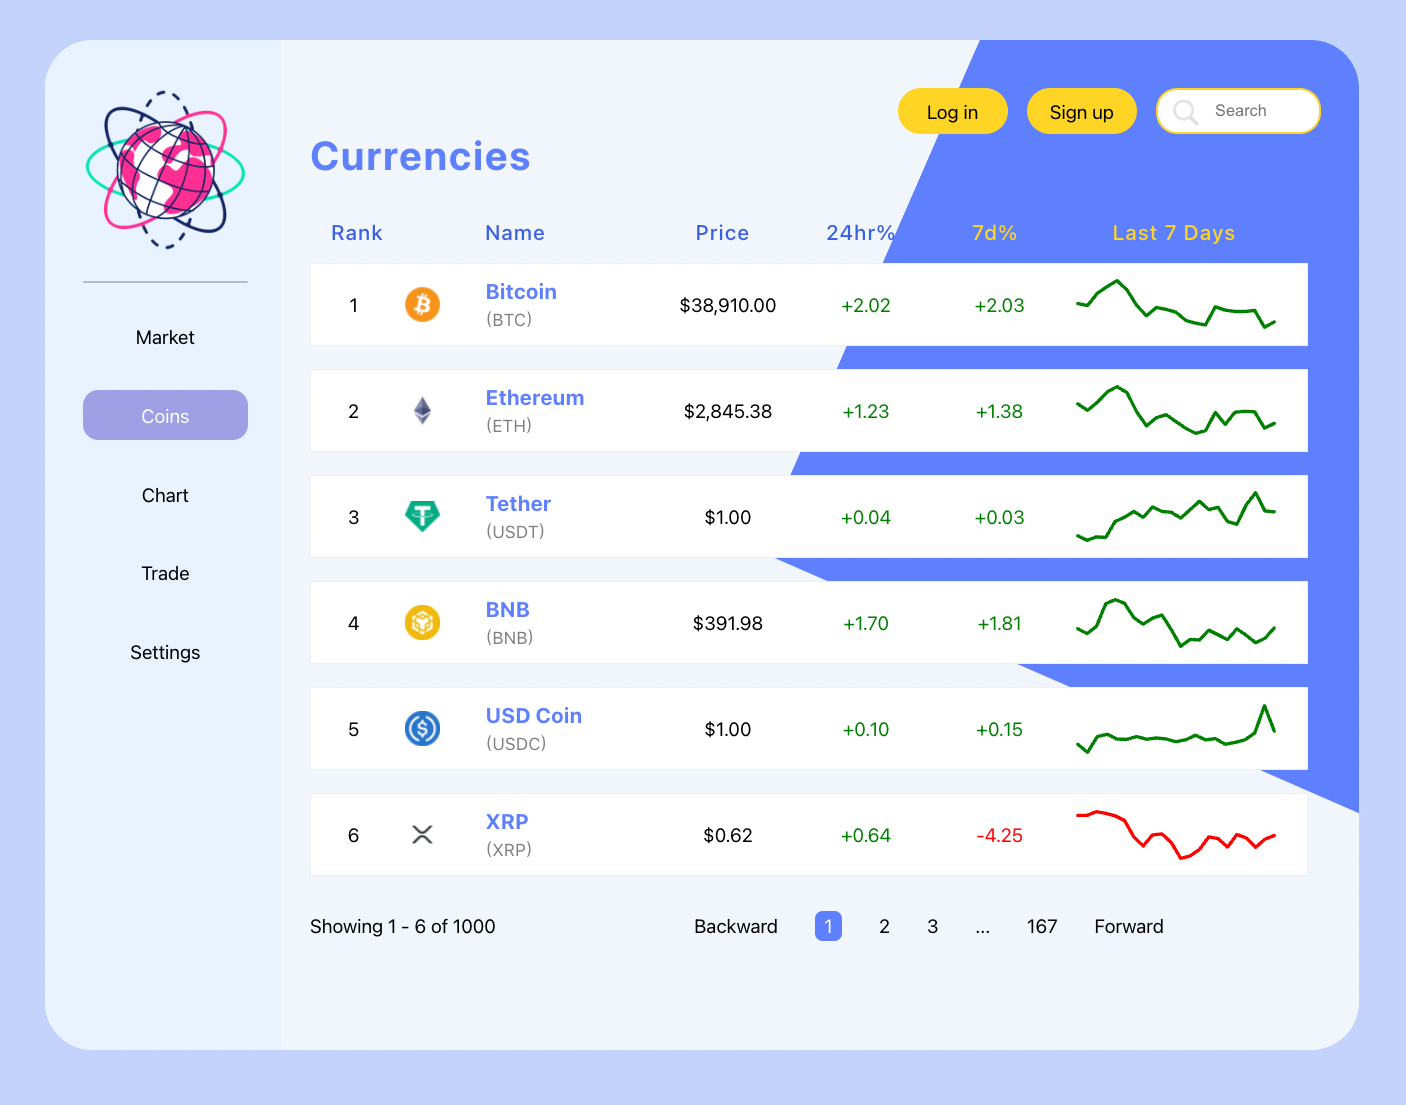 Log in Sign up Search
Currencies
Rank Name Price 24hr% 7d% Last 7 Days
1 Bitcoin $38,910.00 +2.02 +2.03
(BTC)
Market
2 Ethereum $2,845.38 +1.23 +1.38
(ETH)
Coins
3 Tether $1.00 +0.04 +0.03
(USDT)
Chart
Trade
4 BNB $391.98 +1.70 +1.81
(BNB)
Settings
5 USD Coin $1.00 +0.10 +0.15
(USDC)
6 XRP $0.62 +0.64 -4.25
(XRP)
Showing 1 - 6 of 1000 Backward 1 2 3 ... 167 Forward